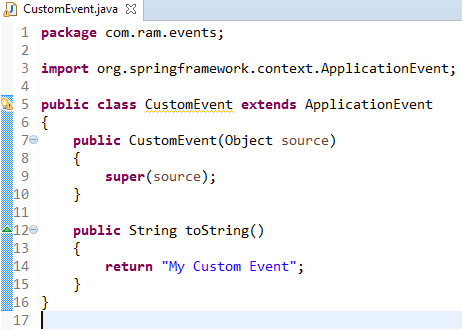 CustomEvent.java
1 package com.ram.events;
2
3 import org.springframework.context.ApplicationEvent;
4
5 public class CustomEvent extends ApplicationEvent
6 {
7     public CustomEvent(Object source)
8     {
9         super(source);
10     }
11
12     public String toString()
13     {
14         return "My Custom Event";
15     }
16 }
17